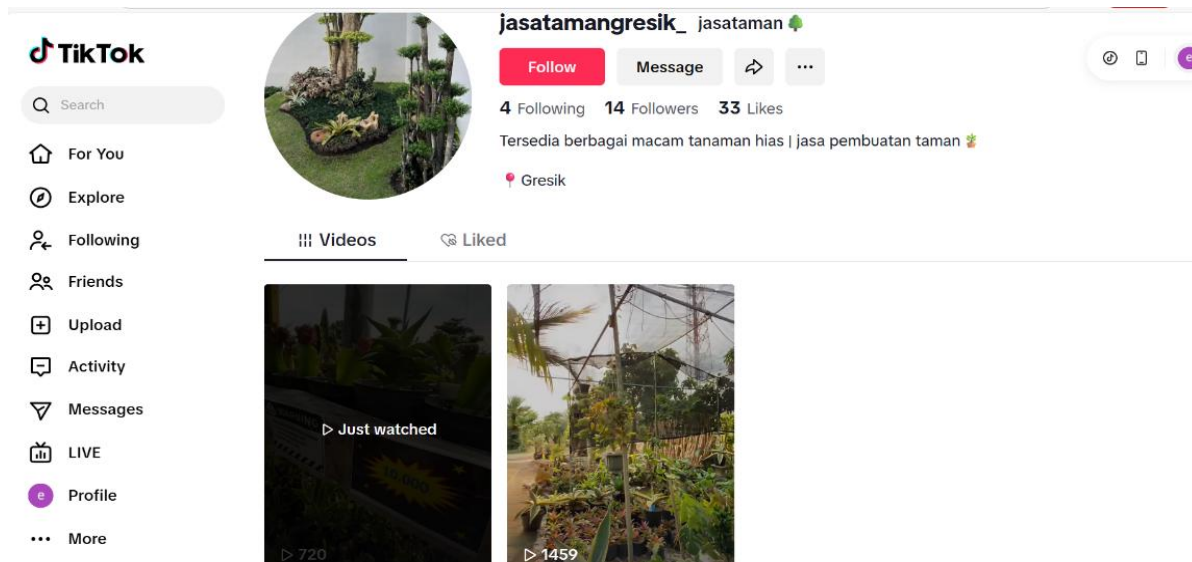 TikTok
Search
For You
Explore
Following
Friends
Upload
Activity
Messages
LIVE
e Profile
More
jasatamangresik_ jasataman
Follow Message
4 Following 14 Followers 33 Likes
Tersedia berbagai macam tanaman hias | jasa pembuatan taman
Gresik
Videos Liked
Just watched
10.000
720
1459
e